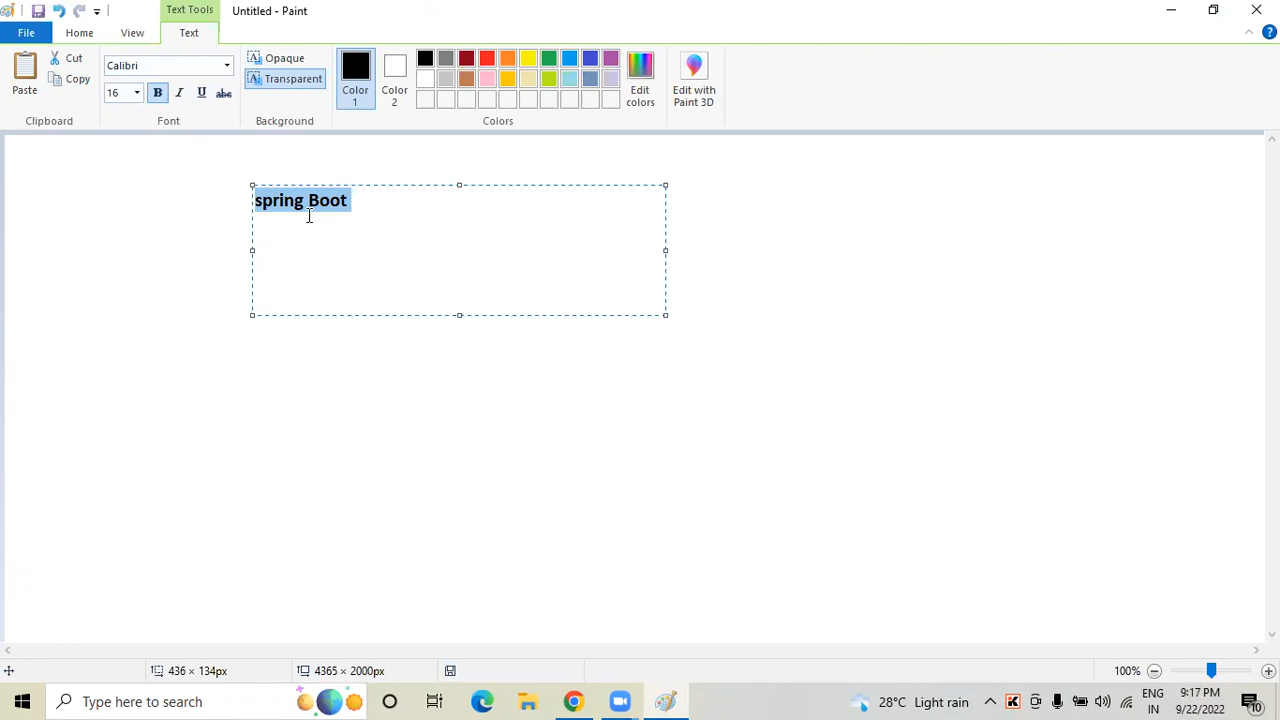 Text Tools
Untitled - Paint
File
Home
View
Text
Paste
Cut
Copy
Clipboard
Calibri
16
B
I
U
abc
Font
A Opaque
A Transparent
Background
Color
1
Color
2
Edit
colors
Colors
Edit with
Paint 3D
spring Boot
436 × 134px
4365 × 2000px
100%
Type here to search
28°C Light rain
K
ENG
IN
9:17 PM
9/22/2022
10